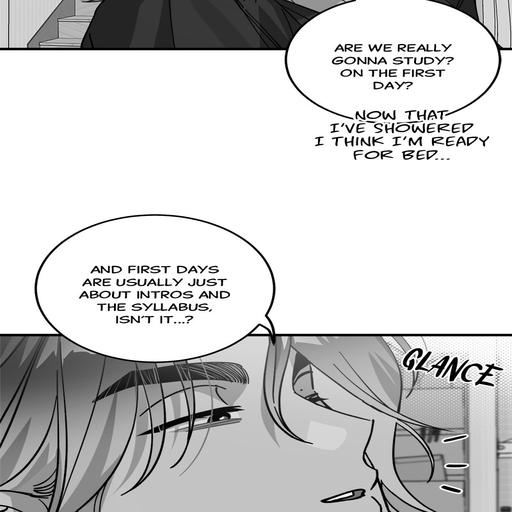 ARE WE REALLY
GONNA STUDY?
ON THE FIRST
DAY?
NOW THAT
I'VE SHOWERED
I THINK I'M READY
FOR BED...
AND FIRST DAYS
ARE USUALLY JUST
ABOUT INTROS AND
THE SYLLABUS,
ISN'T IT...?
GLANCE